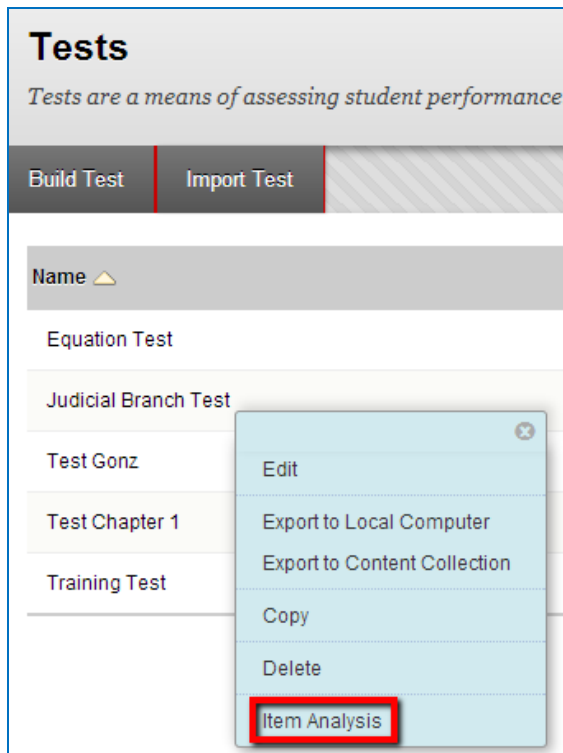 Tests
Tests are a means of assessing student performance
Build Test
Import Test
Name
Equation Test
Judicial Branch Test
Test Gonz
Test Chapter 1
Training Test
Edit
Export to Local Computer
Export to Content Collection
Copy
Delete
Item Analysis